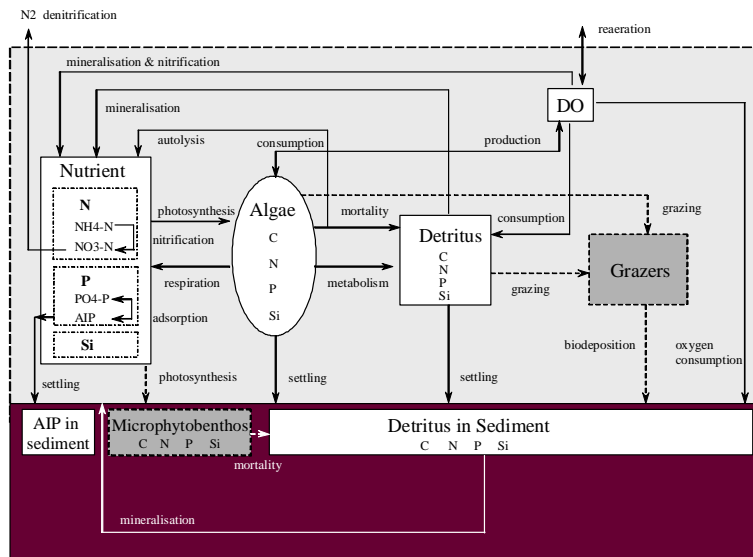 N2 denitrification
reaeration
mineralisation & nitrification
mineralisation
DO
autolysis
consumption
production
Nutrient
N
NH4-N
NO3-N
photosynthesis
nitrification
Algae
C
N
P
Si
mortality
consumption
grazing
Detritus
C
N
P
Si
Grazers
grazing
P
PO4-P
AIP
respiration
adsorption
metabolism
Si
biodeposition
oxygen
consumption
settling
photosynthesis
settling
settling
AIP in
sediment
Microphytobenthos
C N P Si
mortality
Detritus in Sediment
C N P Si
mineralisation